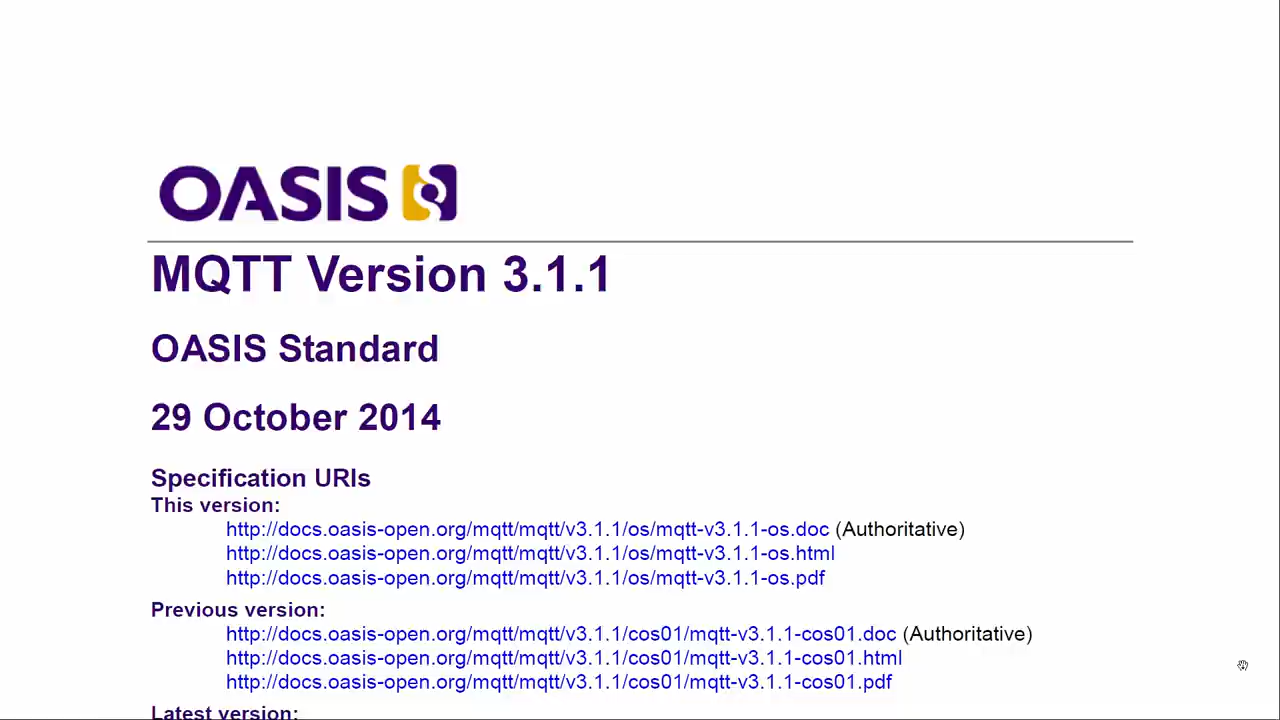 OASIS
MQTT Version 3.1.1
OASIS Standard
29 October 2014
Specification URIs
This version:
http://docs.oasis-open.org/mqtt/mqtt/v3.1.1/os/mqtt-v3.1.1-os.doc (Authoritative)
http://docs.oasis-open.org/mqtt/mqtt/v3.1.1/os/mqtt-v3.1.1-os.html
http://docs.oasis-open.org/mqtt/mqtt/v3.1.1/os/mqtt-v3.1.1-os.pdf
Previous version:
http://docs.oasis-open.org/mqtt/mqtt/v3.1.1/cos01/mqtt-v3.1.1-cos01.doc (Authoritative)
http://docs.oasis-open.org/mqtt/mqtt/v3.1.1/cos01/mqtt-v3.1.1-cos01.html
http://docs.oasis-open.org/mqtt/mqtt/v3.1.1/cos01/mqtt-v3.1.1-cos01.pdf
Latest version: